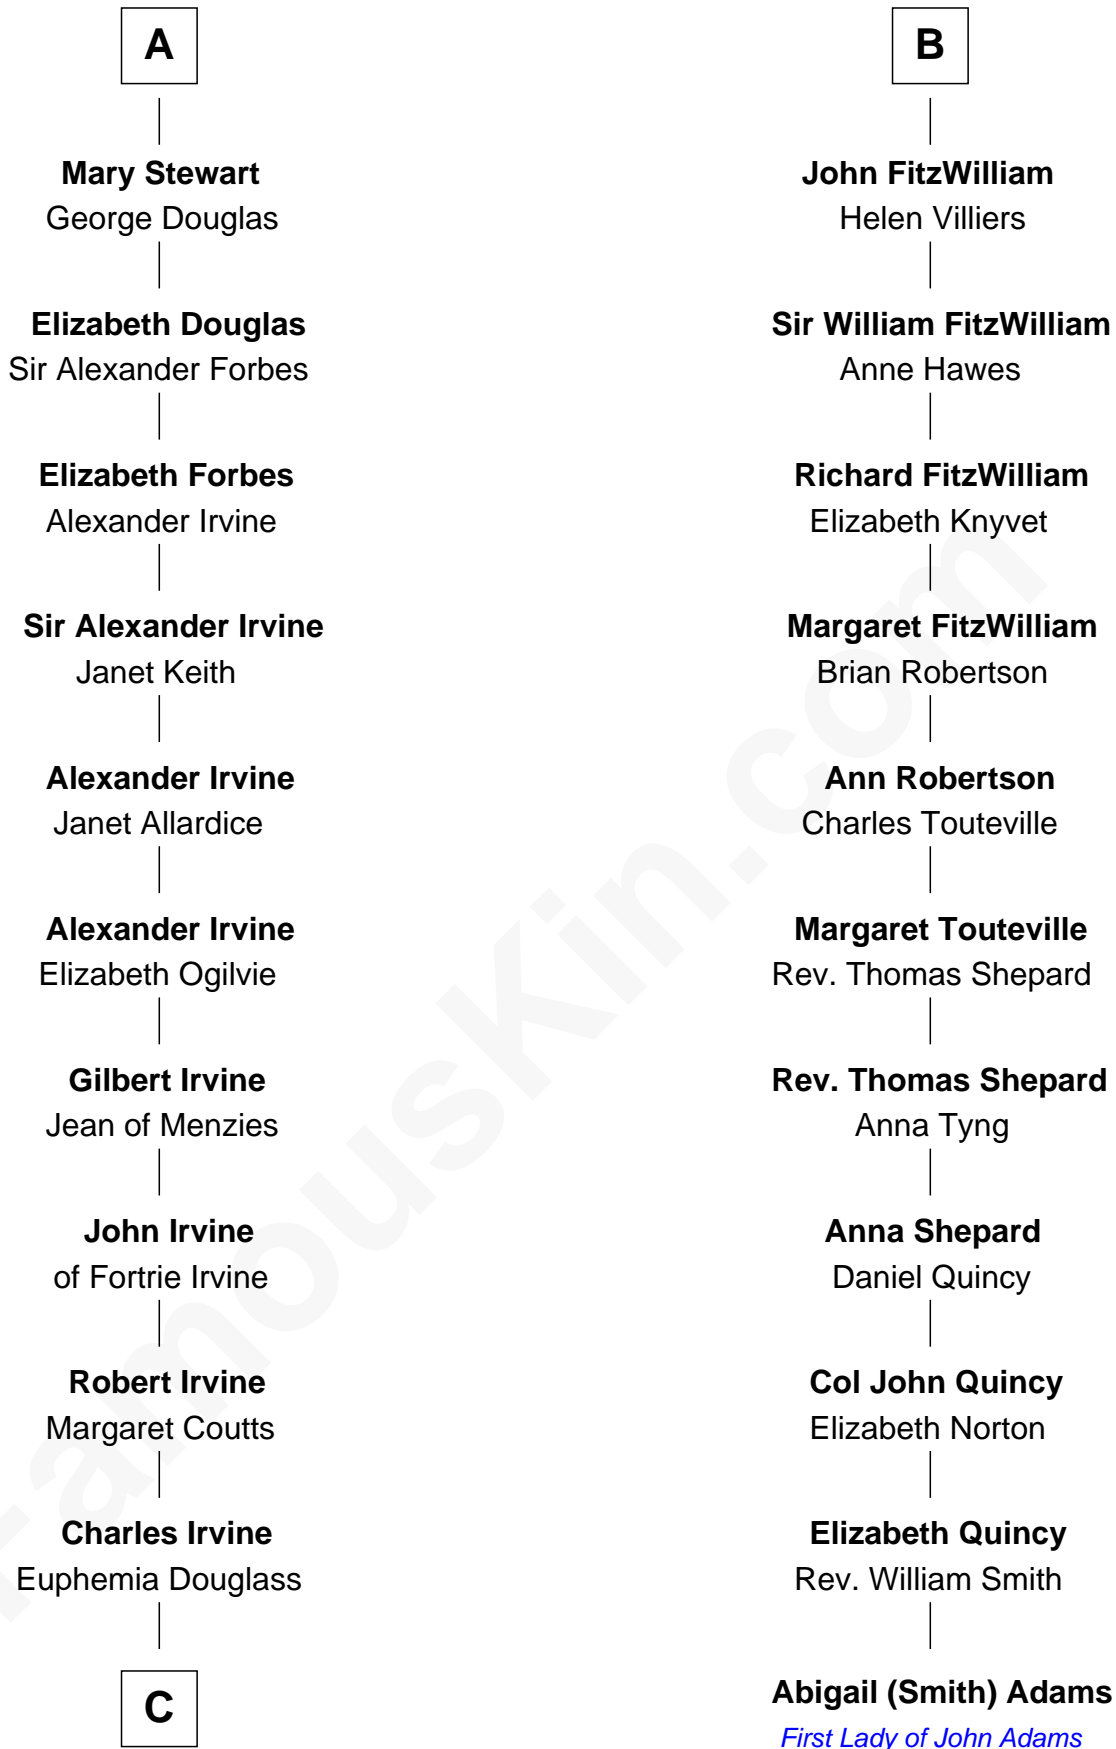 A
Mary Stewart
George Douglas
Elizabeth Douglas
Sir Alexander Forbes
Elizabeth Forbes
Alexander Irvine
Sir Alexander Irvine
Janet Keith
Alexander Irvine
Janet Allardice
Alexander Irvine
Elizabeth Ogilvie
Gilbert Irvine
Jean of Menzies
John Irvine
of Fortrie Irvine
Robert Irvine
Margaret Coutts
Charles Irvine
Euphemia Douglass
C
B
John FitzWilliam
Helen Villiers
Sir William FitzWilliam
Anne Hawes
Richard FitzWilliam
Elizabeth Knyvet
Margaret FitzWilliam
Brian Robertson
Ann Robertson
Charles Touteville
Margaret Touteville
Rev. Thomas Shepard
Rev. Thomas Shepard
Anna Tyng
Anna Shepard
Daniel Quincy
Col John Quincy
Elizabeth Norton
Elizabeth Quincy
Rev. William Smith
Abigail (Smith) Adams
First Lady of John Adams
FamousKin.com